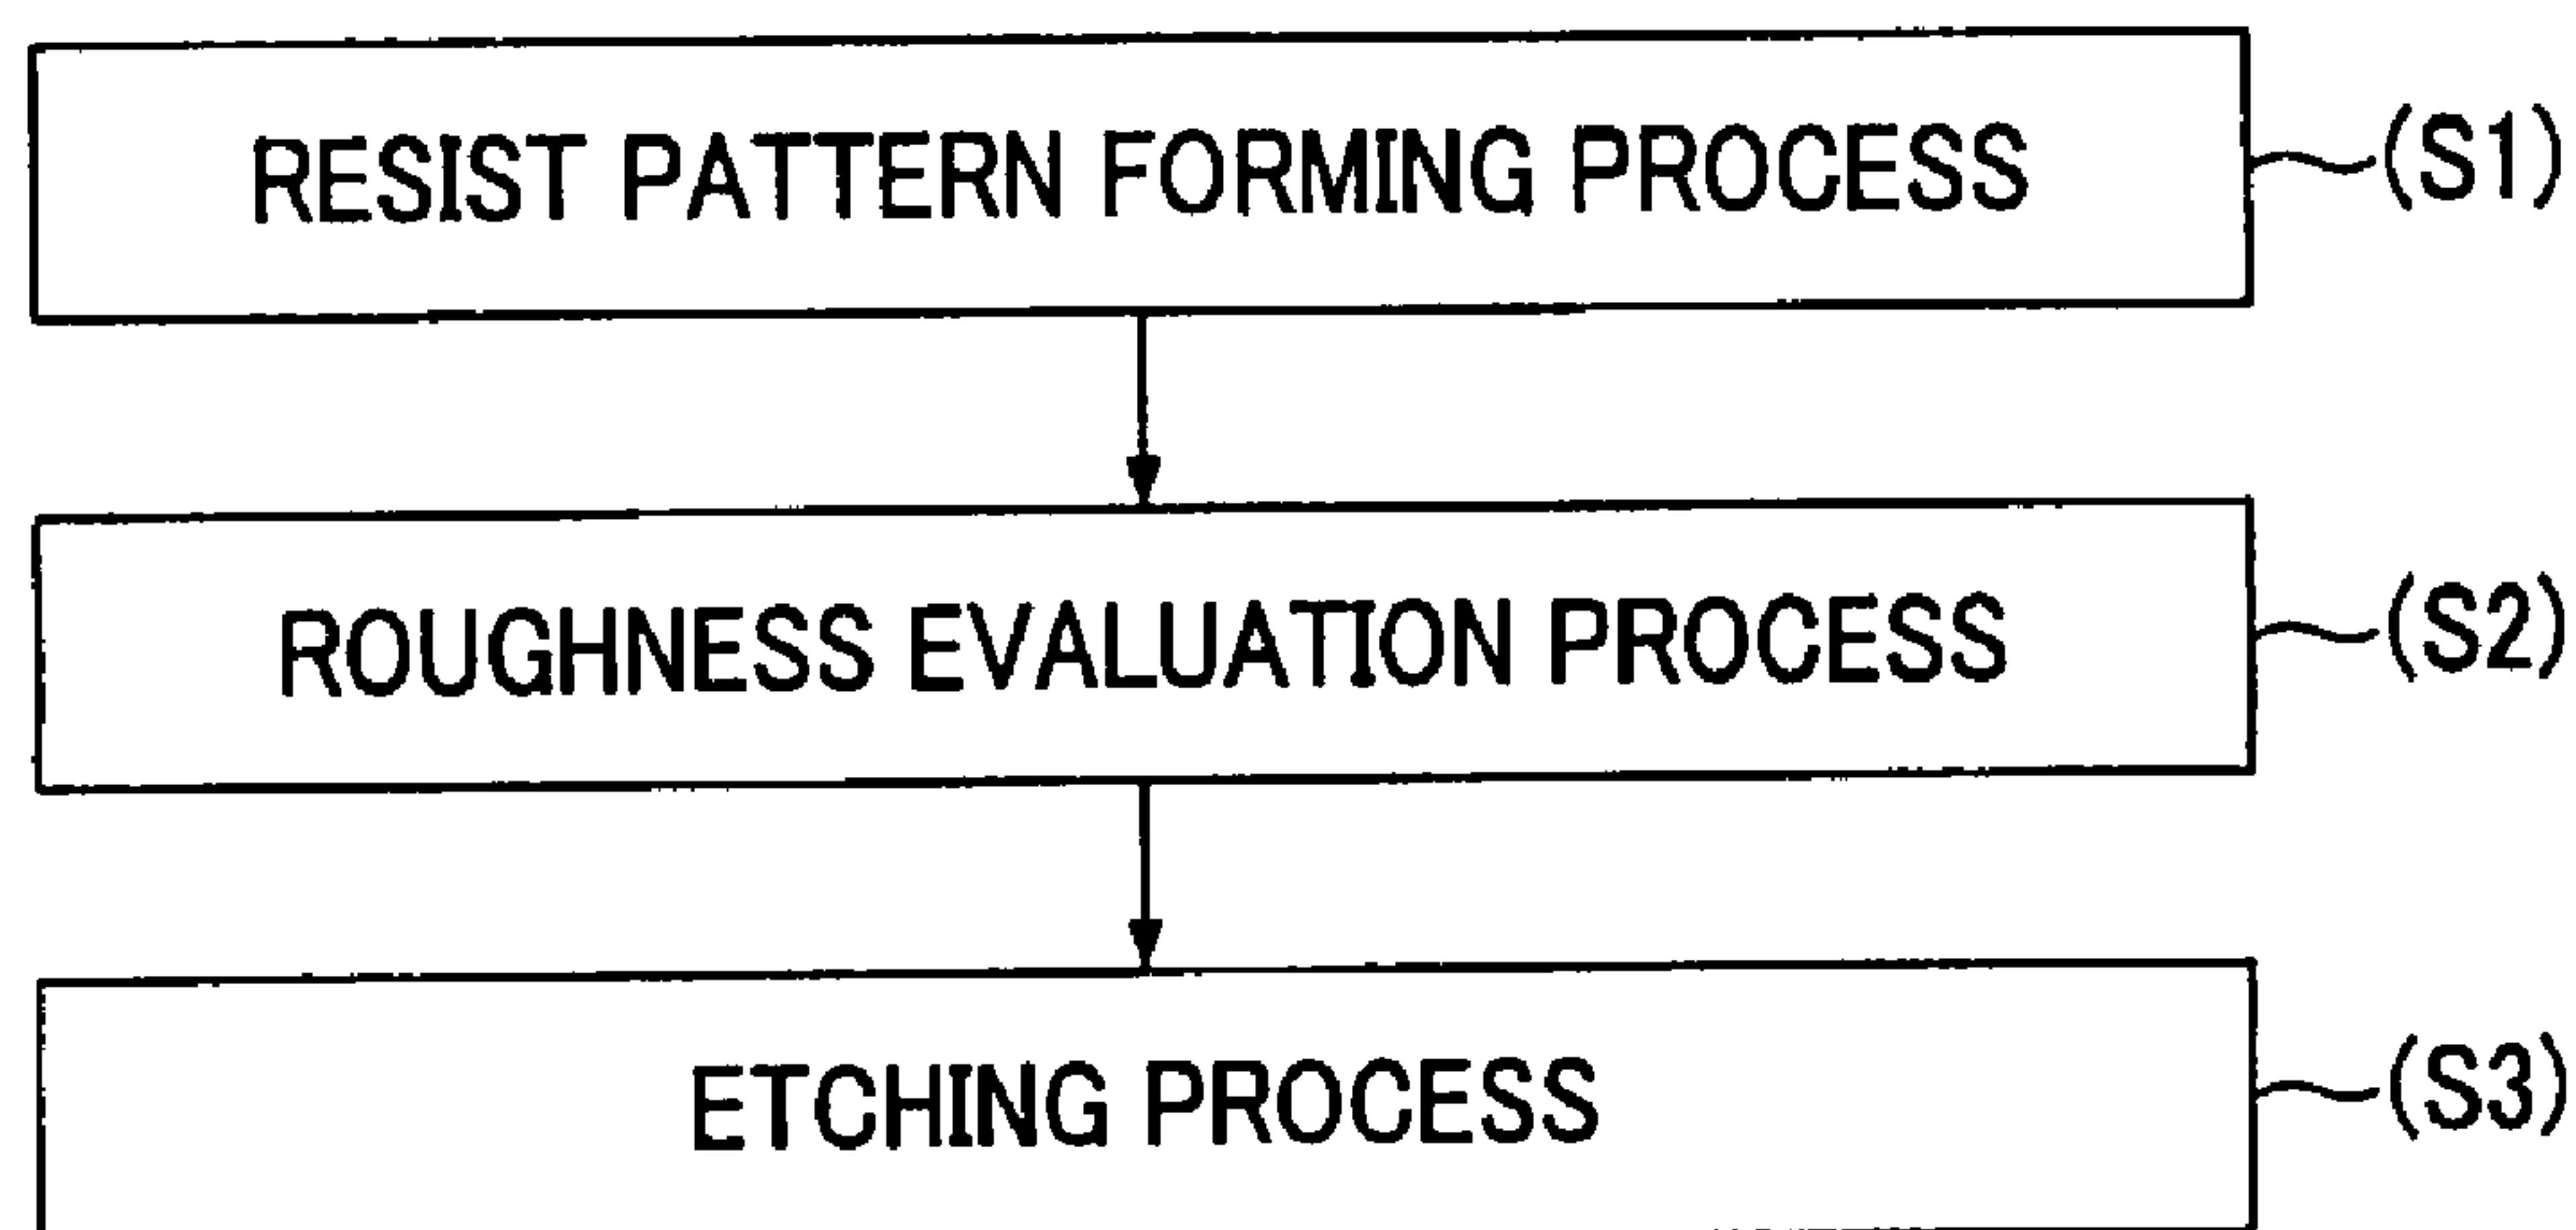 RESIST PATTERN FORMING PROCESS (S1)
ROUGHNESS EVALUATION PROCESS (S2)
ETCHING PROCESS (S3)